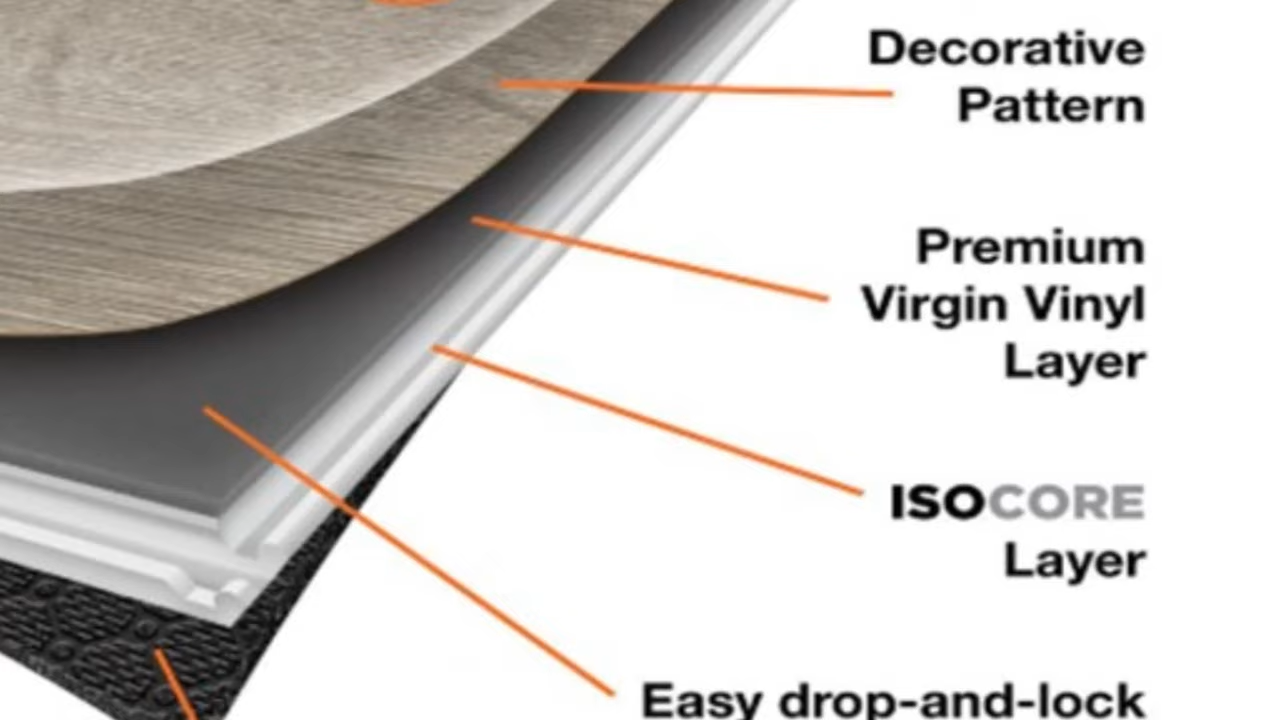 Decorative
Pattern
Premium
Virgin Vinyl
Layer
ISOCORE
Layer
Easy drop-and-lock